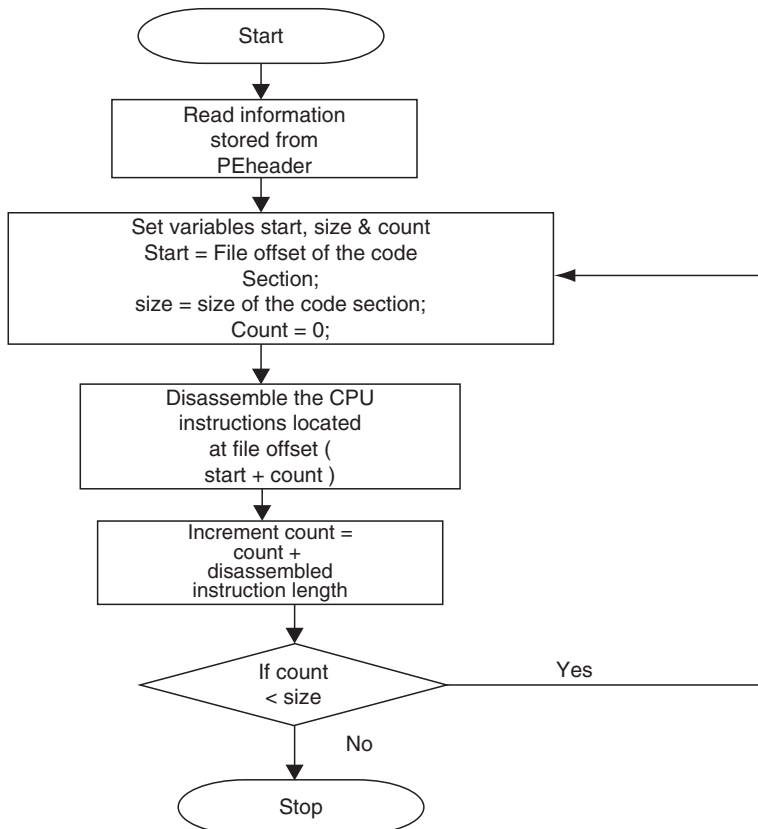 Start
Read information
stored from
PEheader
Set variables start, size & count
Start = File offset of the code
Section;
size = size of the code section;
Count = 0;
Disassemble the CPU
instructions located
at file offset (
start + count )
Increment count =
count +
disassembled
instruction length
If count
< size
Yes
No
Stop